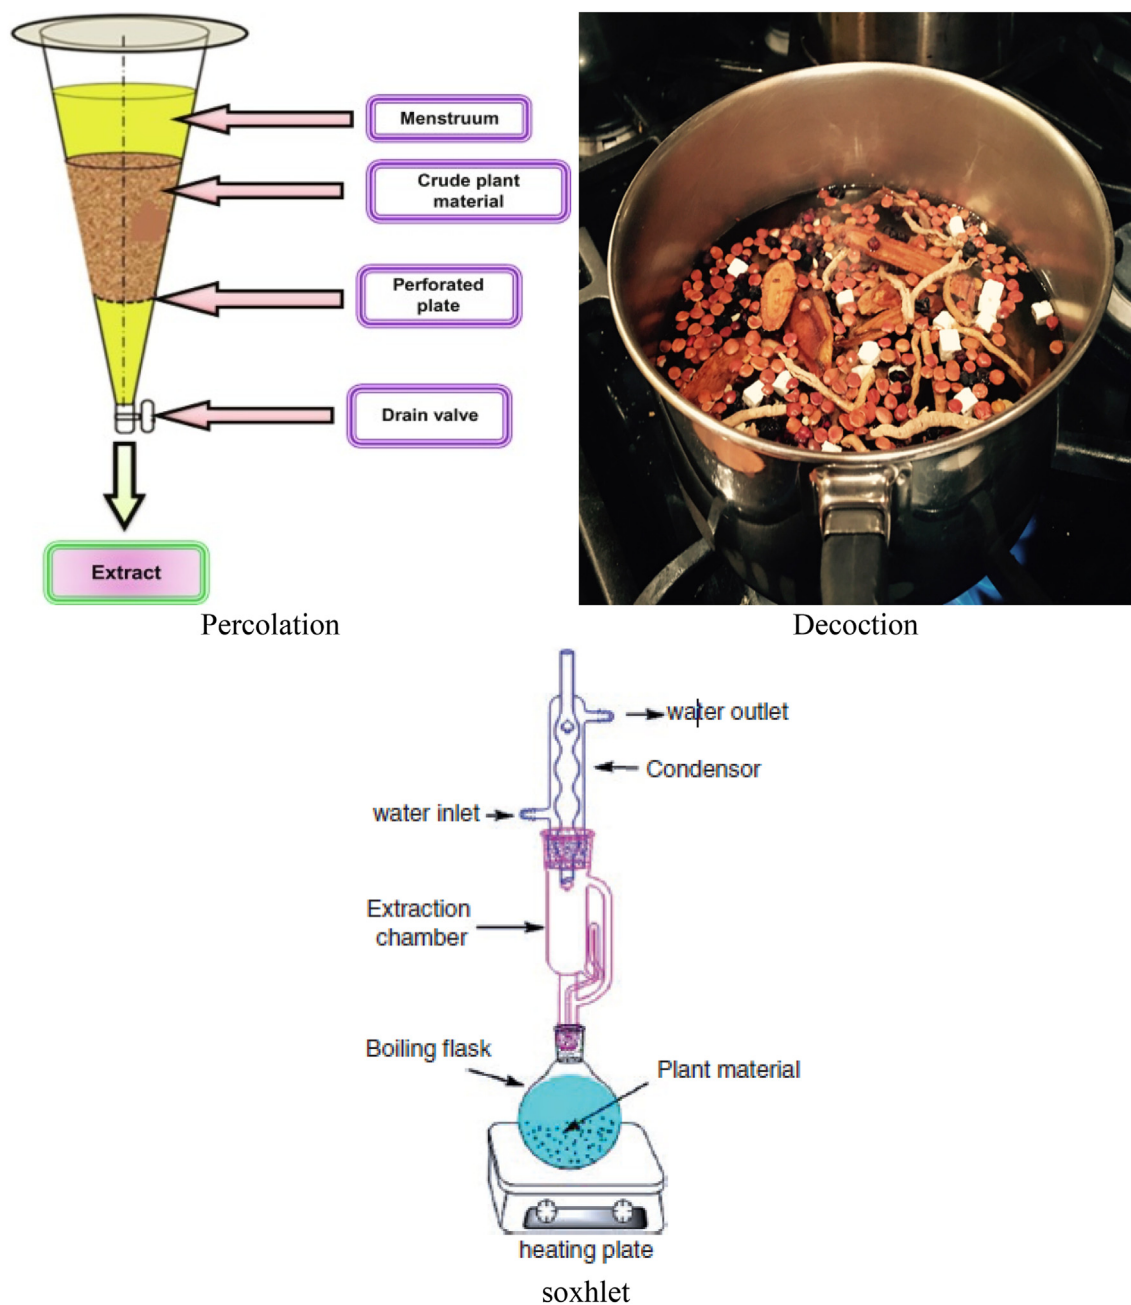 Menstruum
Crude plant
material
Perforated
plate
Drain valve
Extract
Percolation
Decoction
water outlet
Condensor
water inlet
Extraction
chamber
Boiling flask
Plant material
heating plate
soxhlet